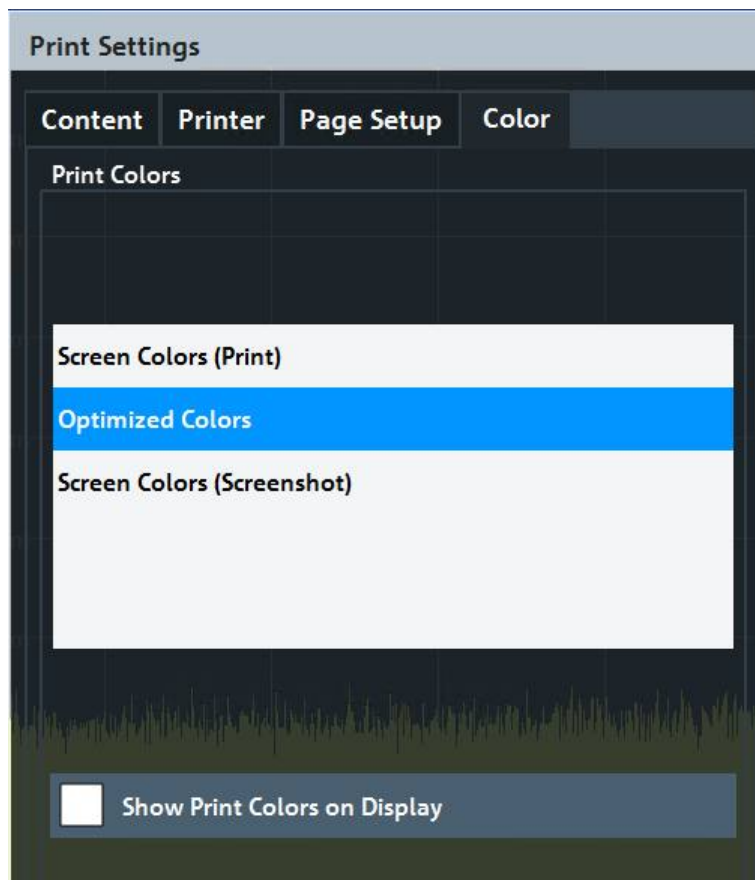 Print Settings
Content Printer Page Setup Color
Print Colors
Screen Colors (Print)
Optimized Colors
Screen Colors (Screenshot)
Show Print Colors on Display